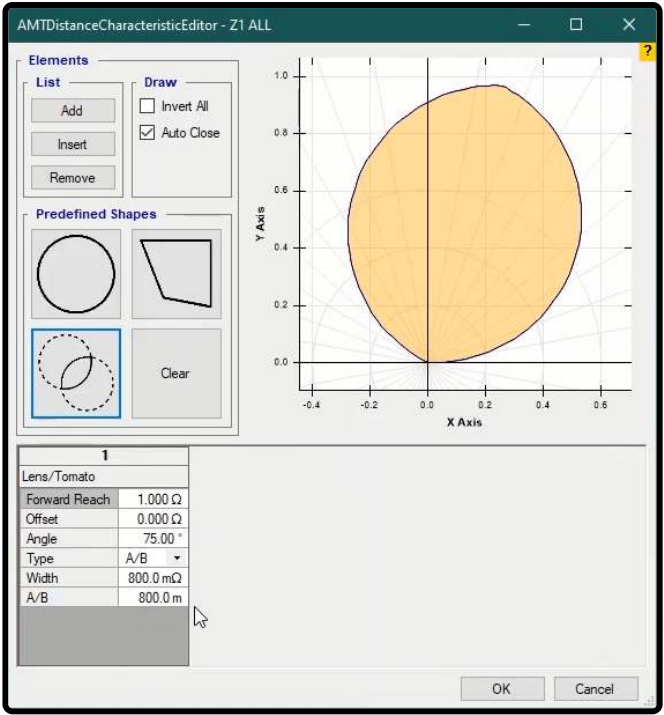 AMTDistanceCharacteristicEditor - Z1 ALL
?
Elements
List
Add
Insert
Remove
Draw
Invert All
Auto Close
Predefined Shapes
Clear
Y Axis
1.0
0.8
0.6
0.4
0.2
0.0
-0.4 -0.2 0.0 0.2 0.4 0.6
X Axis
1
Lens/Tomato
Forward Reach 1.000 Ω
Offset 0.000 Ω
Angle 75.00 °
Type A/B
Width 800.0 mΩ
A/B 800.0 m
OK Cancel